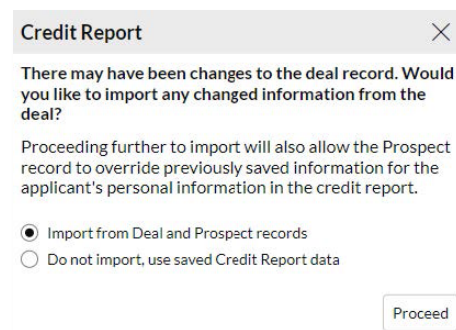 Credit Report
There may have been changes to the deal record. Would
you like to import any changed information from the
deal?
Proceeding further to import will also allow the Prospect
record to override previously saved information for the
applicant's personal information in the credit report.
Import from Deal and Prospect records
Do not import, use saved Credit Report data
Proceed